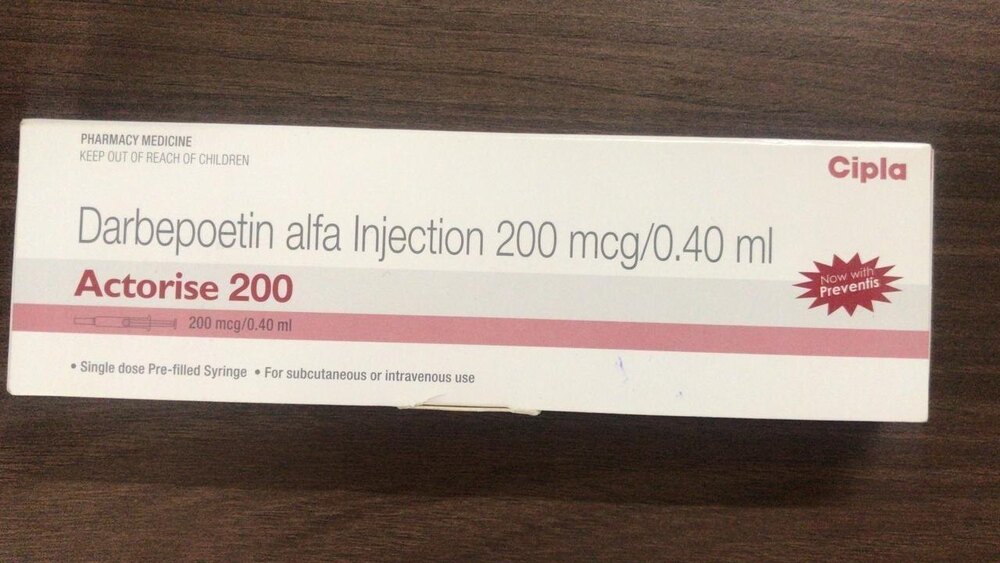 PHARMACY MEDICINE
KEEP OUT OF REACH OF CHILDREN
Cipla
Darbepoetin alfa Injection 200 mcg/0.40 ml
Actorise 200
Now with
Preventis
200 mcg/0.40 ml
• Single dose Pre-filled Syringe • For subcutaneous or intravenous use